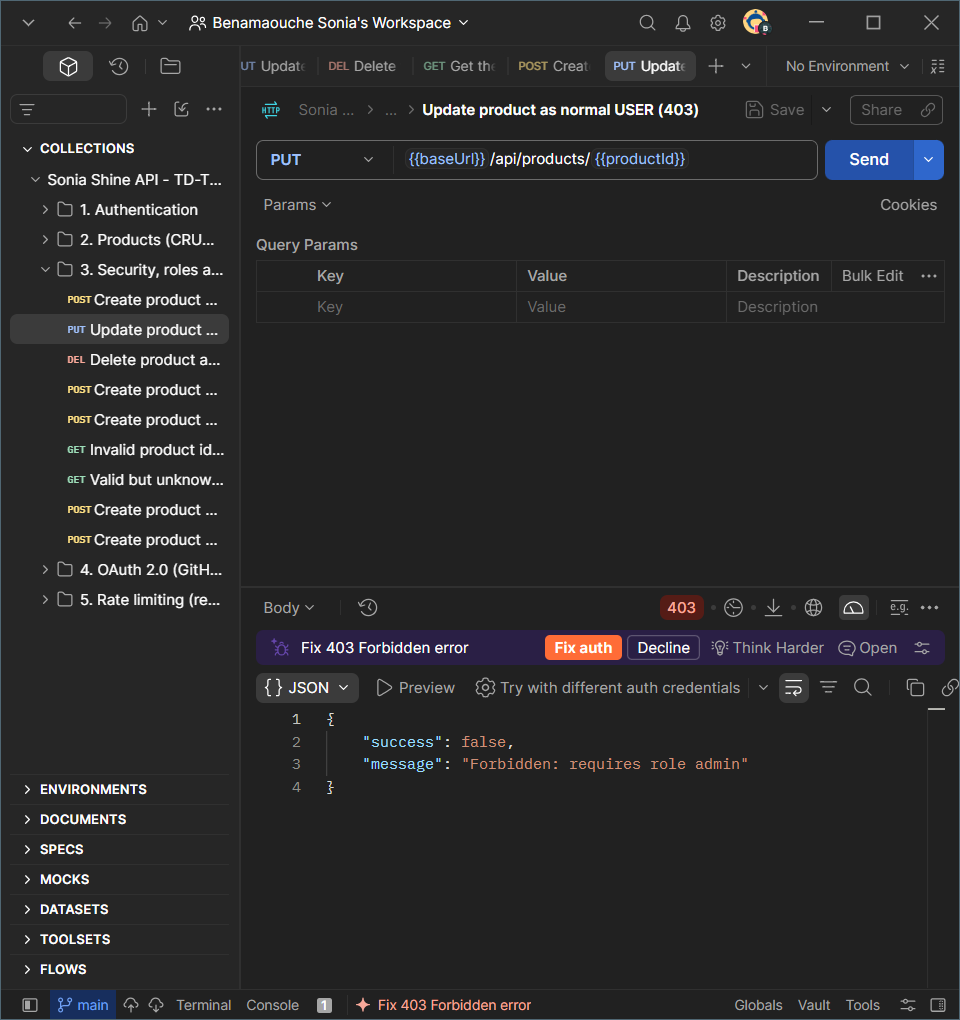 Benamaouche Sonia's Workspace
B
UT Update
DEL Delete
GET Get the
POST Creat
PUT Update
No Environment
HTTP
Sonia ... > ... > Update product as normal USER (403)
Save
Share
COLLECTIONS
Sonia Shine API - TD-T...
1. Authentication
2. Products (CRU...
3. Security, roles a...
POST Create product ...
PUT Update product ...
DEL Delete product a...
POST Create product ...
POST Create product ...
GET Invalid product id...
GET Valid but unknow...
POST Create product ...
POST Create product ...
4. OAuth 2.0 (GitH...
5. Rate limiting (re...
ENVIRONMENTS
DOCUMENTS
SPECS
MOCKS
DATASETS
TOOLSETS
FLOWS
PUT
{{baseUrl}} /api/products/ {{productId}}
Send
Params
Cookies
Query Params
Key Value Description Bulk Edit
Key Value Description
Body
403
e.g.
Fix 403 Forbidden error
Fix auth
Decline
Think Harder
Open
{} JSON
Preview
Try with different auth credentials
1 {
2 "success": false,
3 "message": "Forbidden: requires role admin"
4 }
main
Terminal
Console
1
Fix 403 Forbidden error
Globals
Vault
Tools